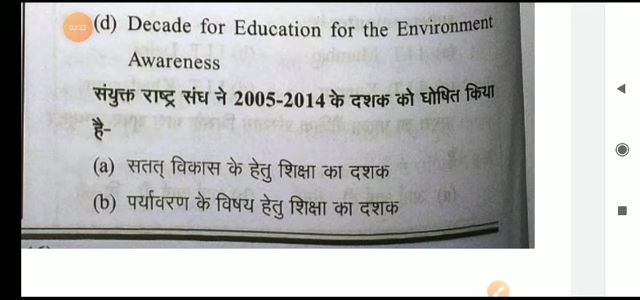 (d) Decade for Education for the Environment
Awareness
संयुक्त राष्ट्र संघ ने 2005-2014 के दशक को घोषित किया
है-
(a) सतत् विकास के हेतु शिक्षा का दशक
(b) पर्यावरण के विषय हेतु शिक्षा का दशक